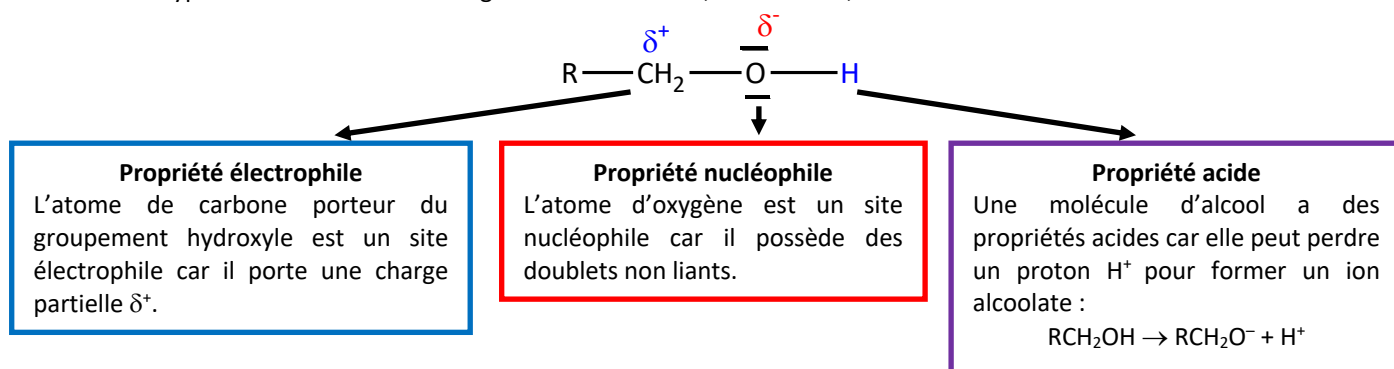 δ⁺
δ⁻
R—CH₂—O—H
Propriété électrophile
L'atome de carbone porteur du
groupement hydroxyle est un site
électrophile car il porte une charge
partielle δ⁺.
Propriété nucléophile
L'atome d'oxygène est un site
nucléophile car il possède des
doublets non liants.
Propriété acide
Une molécule d'alcool a des
propriétés acides car elle peut perdre
un proton H⁺ pour former un ion
alcoolate :
RCH₂OH → RCH₂O⁻ + H⁺